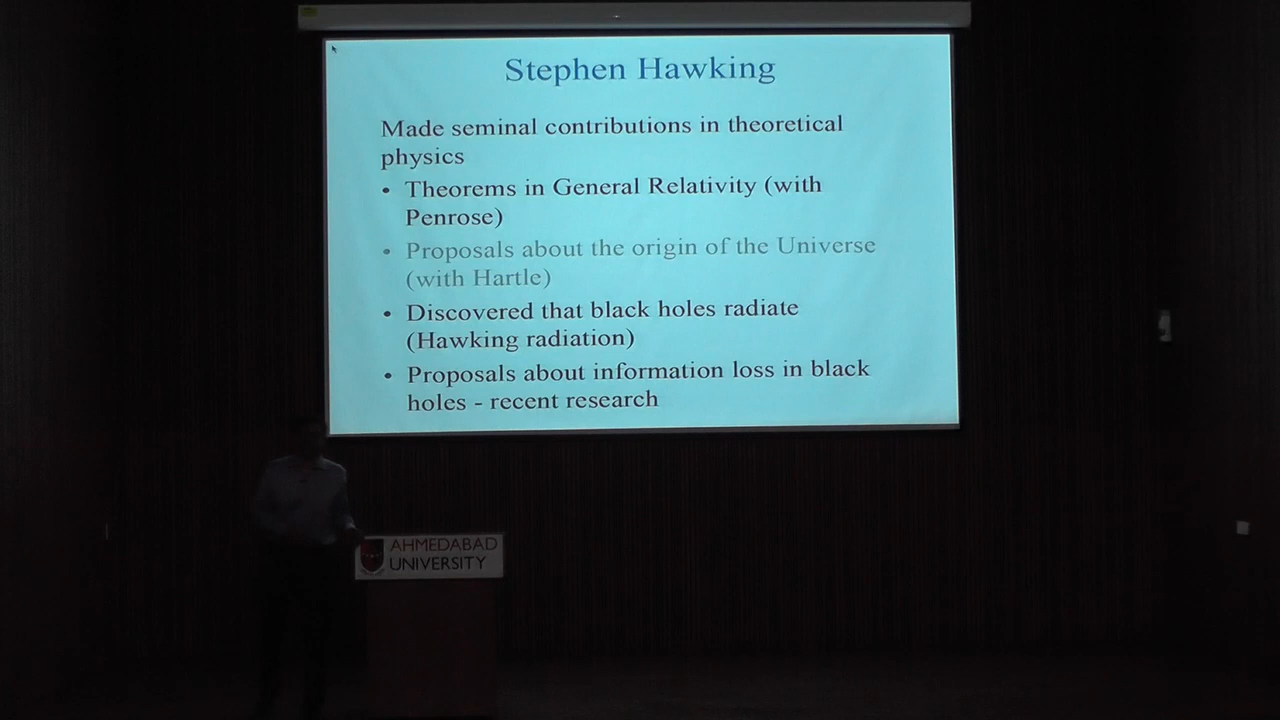 Stephen Hawking
Made seminal contributions in theoretical
physics
• Theorems in General Relativity (with
Penrose)
• Proposals about the origin of the Universe
(with Hartle)
• Discovered that black holes radiate
(Hawking radiation)
• Proposals about information loss in black
holes - recent research
AHMEDABAD
UNIVERSITY